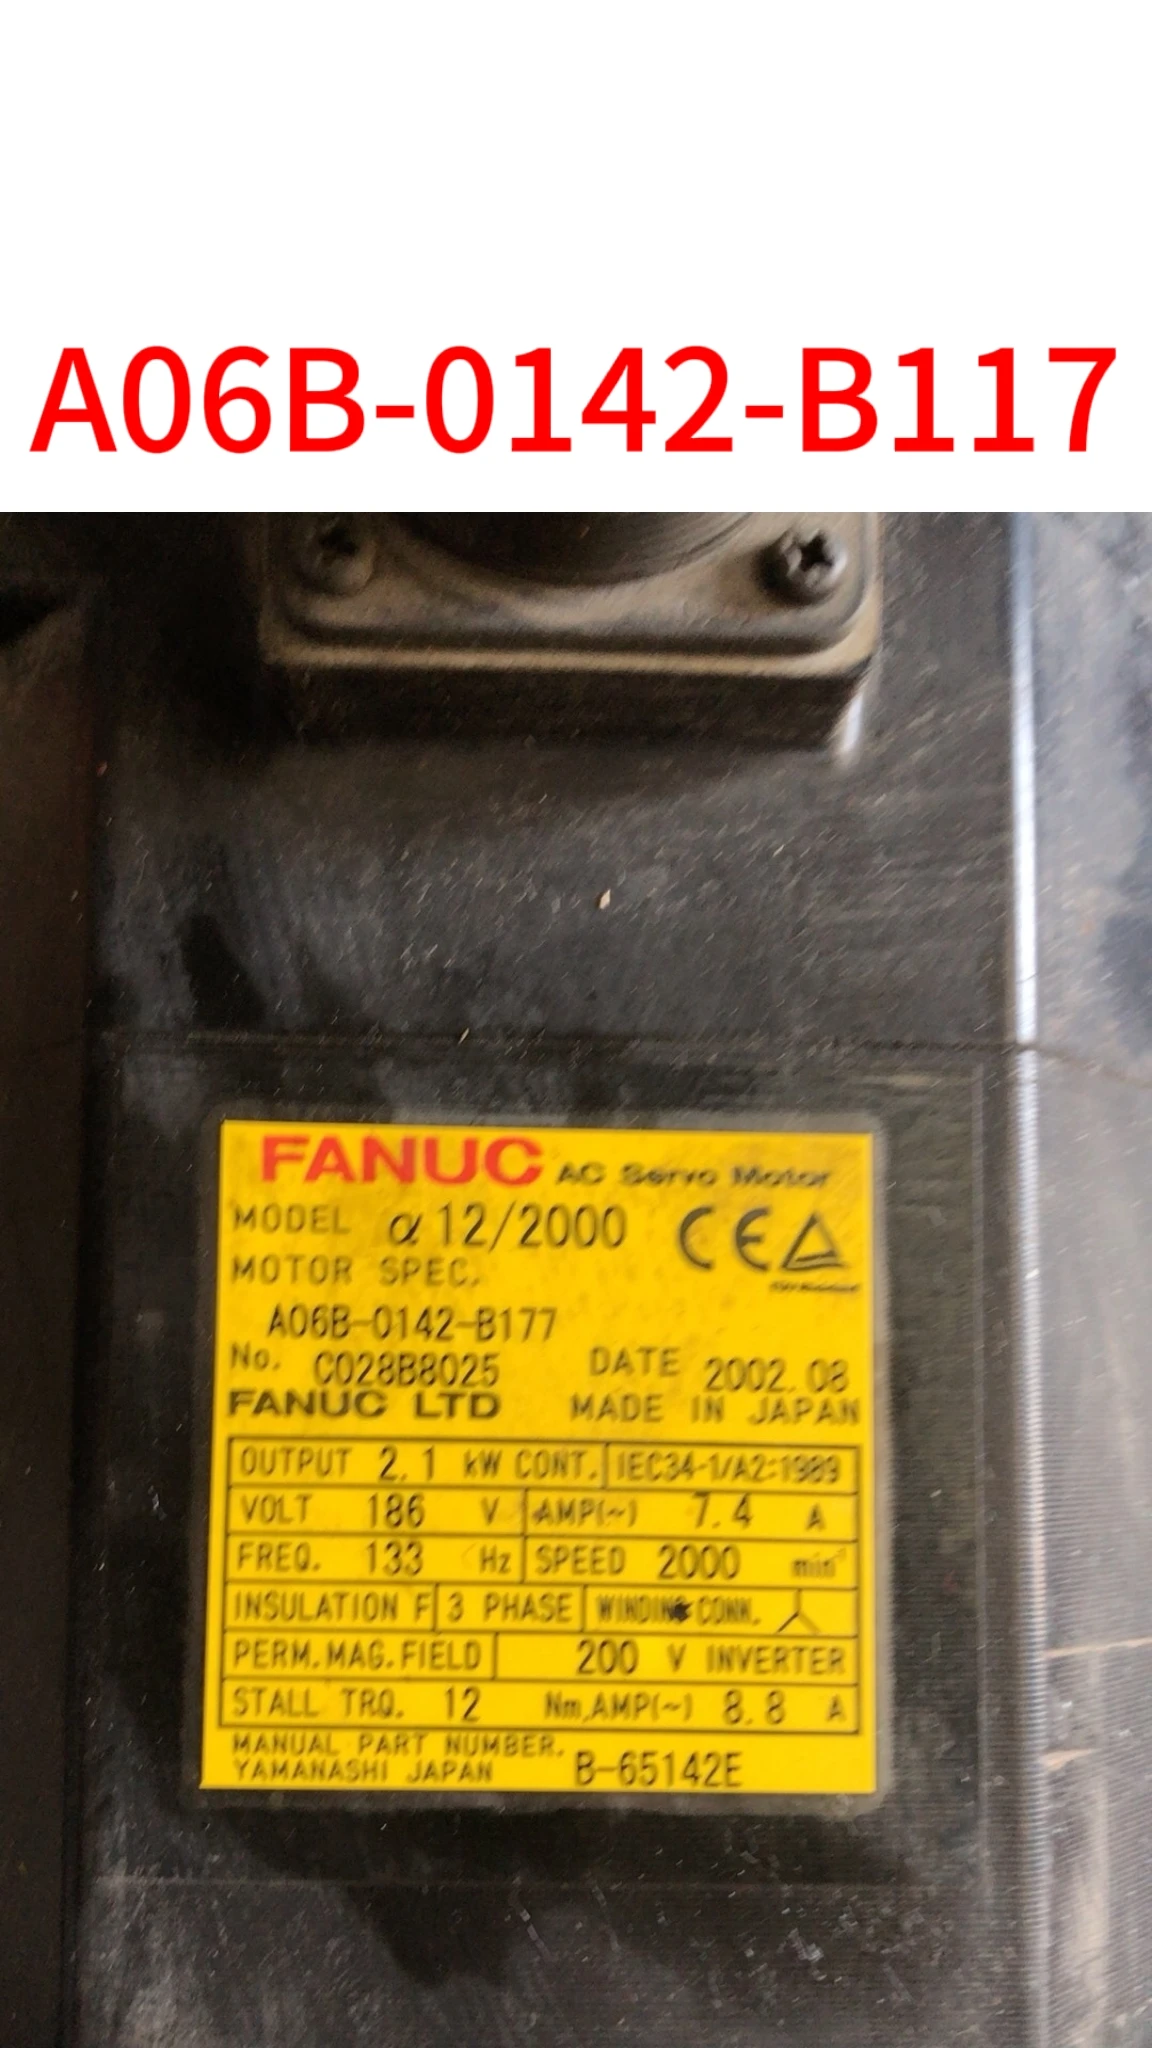 A06B-0142-B117
FANUC AC Servo Motor
MODEL α12/2000 CE
MOTOR SPEC.
A06B-0142-B177
No. C028B8025 DATE 2002.08
FANUC LTD MADE IN JAPAN
OUTPUT 2.1 kW CONT. IEC34-1/A2:1989
VOLT 186 V AMP(~) 7.4 A
FREQ. 133 Hz SPEED 2000 min⁻¹
INSULATION F 3 PHASE WINDING CONN.
PERM.MAG.FIELD 200 V INVERTER
STALL TRQ. 12 Nm,AMP(~) 8.8 A
MANUAL PART NUMBER.
YAMANASHI JAPAN B-65142E